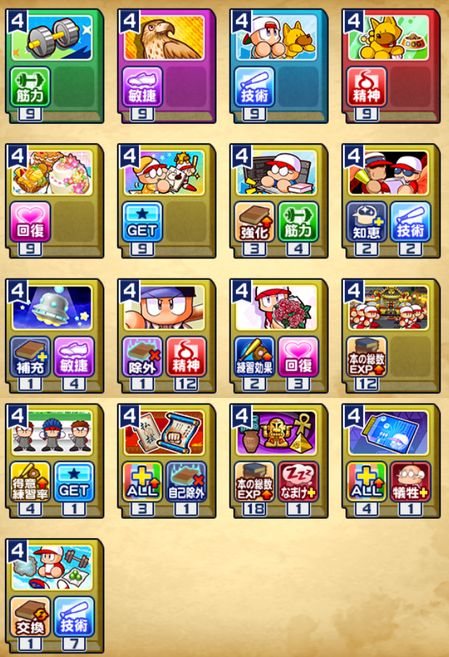 4 4 4 4
筋力 敏捷 技術 精神
9 9 9 9
4 4 4 4
回復 GET 強化 筋力 知恵 技術
9 9 3 4 2 2
4 4 4 4
補充 敏捷 除外 精神 練習効果 回復 本の総数EXP
1 4 1 12 2 3 12
4 4 4 4
得意練習率 GET ALL 自己除外 本の総数EXP なまけ+ ALL 犠牲+
4 1 3 1 18 1 4 1
4
交換 技術
1 7